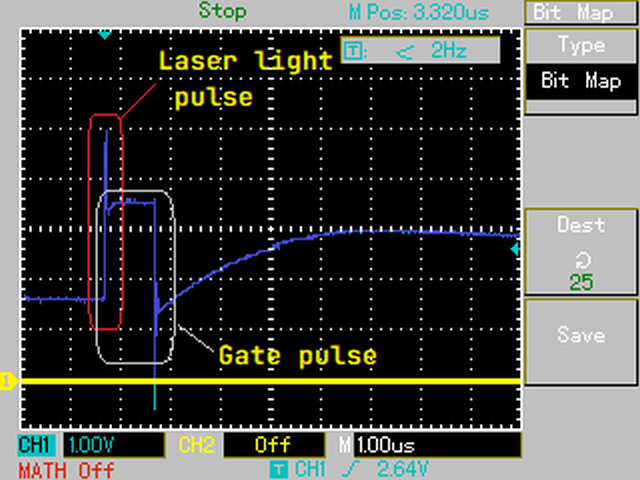 Stop M Pos: 3.320us Bit Map
T: < 2Hz
Type
Bit Map
Laser light
pulse
Dest
25
Save
Gate pulse
1
CH1 1.00V CH2 Off M 1.00us
MATH Off T CH1 2.64V